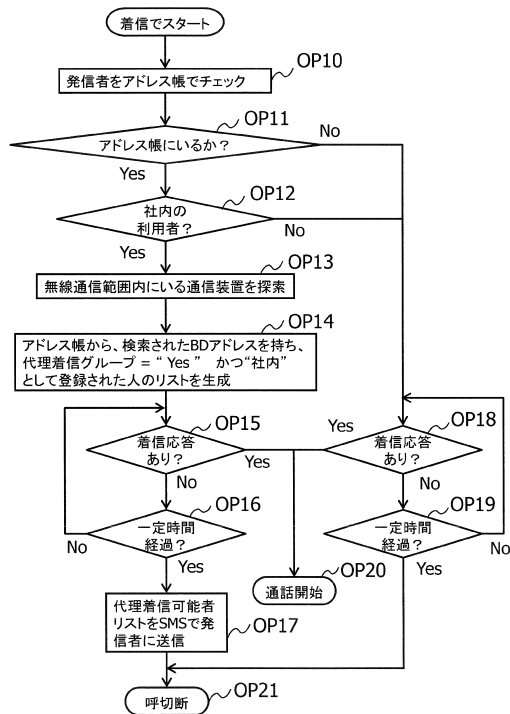 着信でスタート
OP10
発信者をアドレス帳でチェック
OP11
アドレス帳にいるか？
No
Yes
OP12
社内の
利用者？
No
Yes
OP13
無線通信範囲内にいる通信装置を探索
OP14
アドレス帳から、検索されたBDアドレスを持ち、
代理着信グループ = “ Yes ” かつ“社内”
として登録された人のリストを生成
OP15
着信応答
あり？
Yes
No
OP18
Yes
着信応答
あり？
No
OP16
一定時間
経過？
No
Yes
OP19
一定時間
経過？
No
Yes
OP20
通話開始
代理着信可能者
リストをSMSで発
信者に送信
OP17
OP21
呼切断